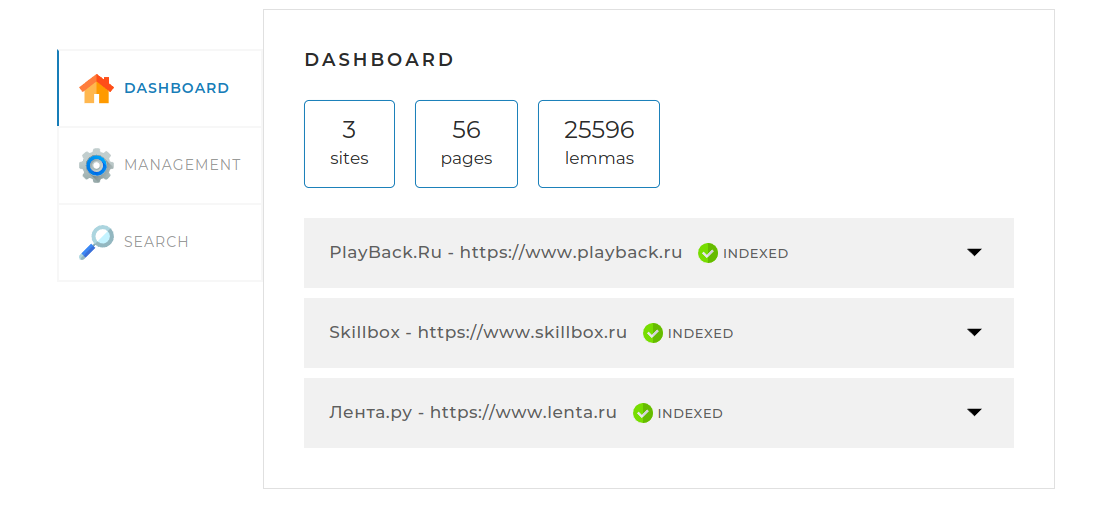 DASHBOARD
MANAGEMENT
SEARCH
DASHBOARD
3
sites
56
pages
25596
lemmas
PlayBack.Ru - https://www.playback.ru INDEXED
Skillbox - https://www.skillbox.ru INDEXED
Лента.ру - https://www.lenta.ru INDEXED